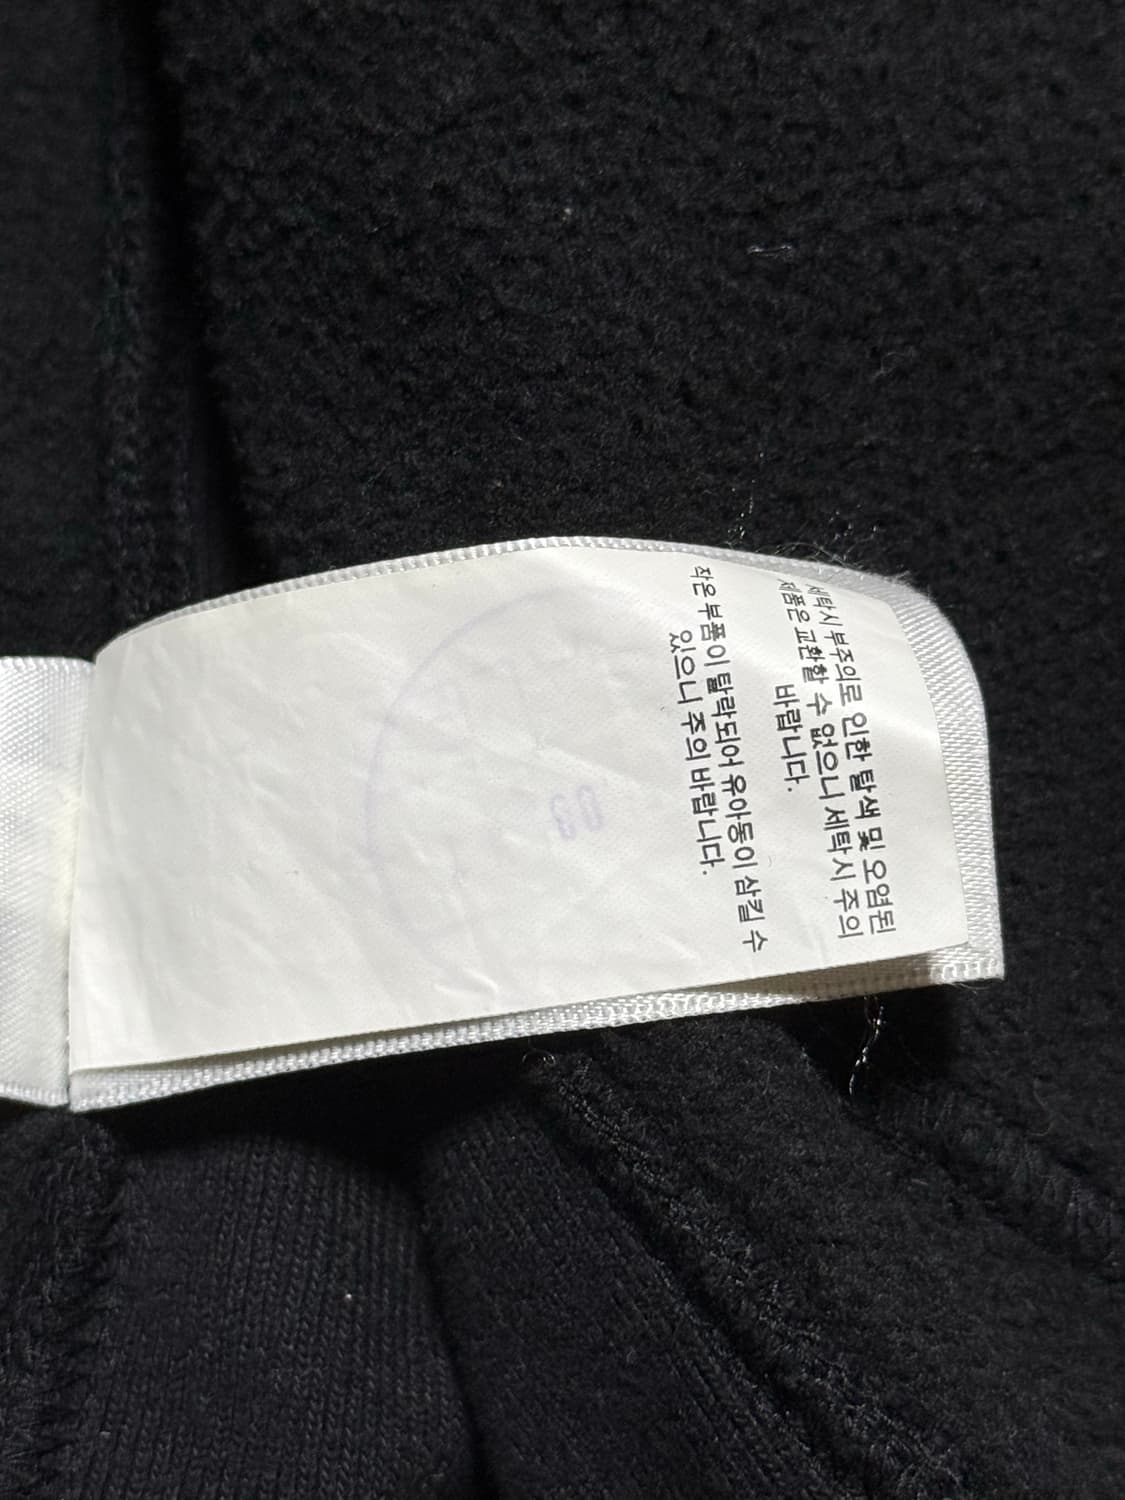 세탁시 부주의로 인한 탈색 및 오염된
제품은 교환할 수 없으니 세탁시 주의
바랍니다.
작은 부품이 탈락되어 유아동이 삼킬 수
있으니 주의 바랍니다.
03